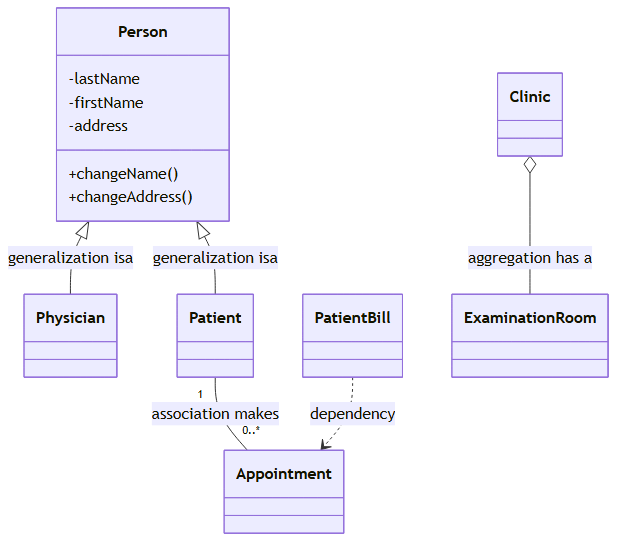 Person
-lastName
-firstName
-address
+changeName()
+changeAddress()
Clinic
generalization isa
generalization isa
aggregation has a
Physician
Patient
PatientBill
ExaminationRoom
1
association makes
0..*
dependency
Appointment